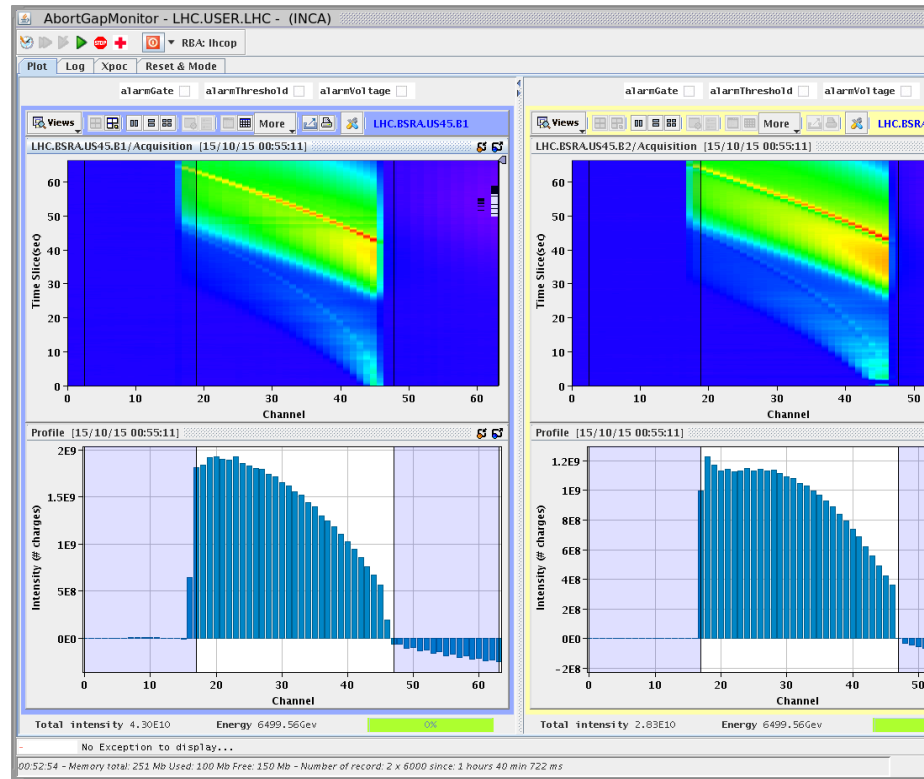 AbortGapMonitor - LHC.USER.LHC - (INCA)
STOP RBA: lhcop
Plot Log Xpoc Reset & Mode
alarmGate alarmThreshold alarmVoltage
alarmGate alarmThreshold alarmVoltage
Views More LHC.BSRA.US45.B1
Views More LHC.BSRA
LHC.BSRA.US45.B1/Acquisition [15/10/15 00:55:11]
LHC.BSRA.US45.B2/Acquisition [15/10/15 00:55:11]
Time Slice(sec)
60
50
40
30
20
10
0
0 10 20 30 40 50 60
Channel
Time Slice(sec)
60
50
40
30
20
10
0
0 10 20 30 40 50
Channel
Profile [15/10/15 00:55:11]
Profile [15/10/15 00:55:11]
Intensity (# charges)
2E9
1.5E9
1E9
5E8
0E0
0 10 20 30 40 50 60
Channel
Intensity (# charges)
1.2E9
1E9
8E8
6E8
4E8
2E8
0E0
-2E8
0 10 20 30 40 50
Channel
Total intensity 4.30E10 Energy 6499.56Gev 0%
Total intensity 2.83E10 Energy 6499.56Gev
- No Exception to display...
00:52:54 - Memory total: 251 Mb Used: 100 Mb Free: 150 Mb - Number of record: 2 x 6000 since: 1 hours 40 min 722 ms